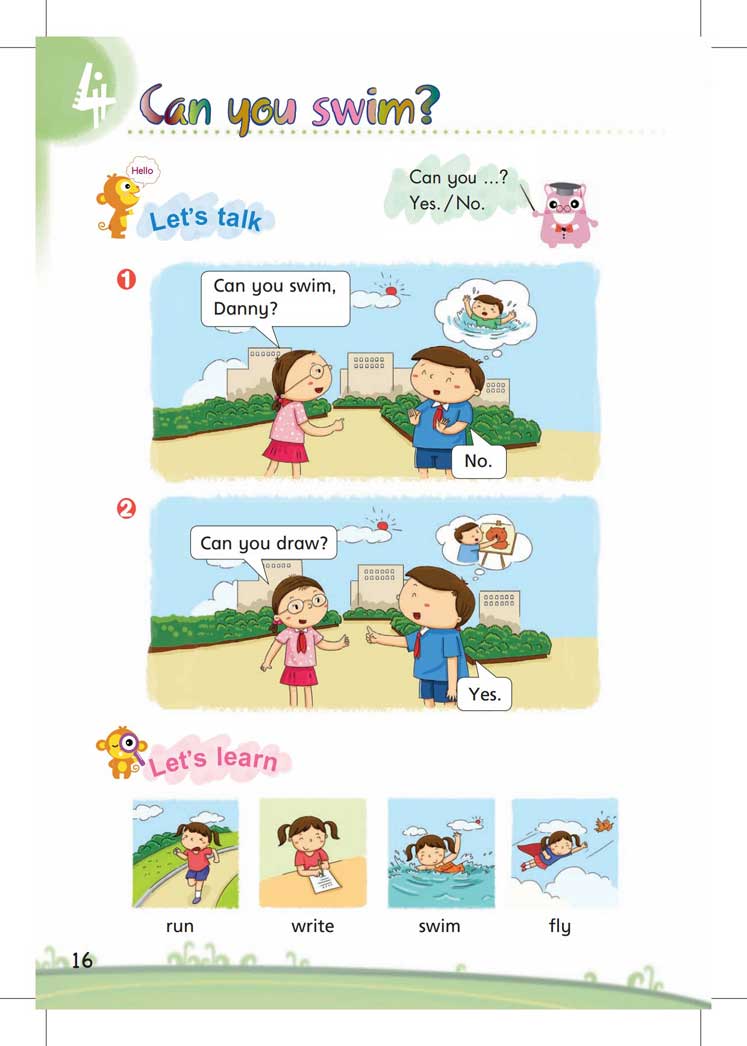 4
Can you swim?
Hello
Let's talk
Can you ...?
Yes./No.
1
Can you swim,
Danny?
No.
2
Can you draw?
Yes.
Let's learn
run
write
swim
fly
16